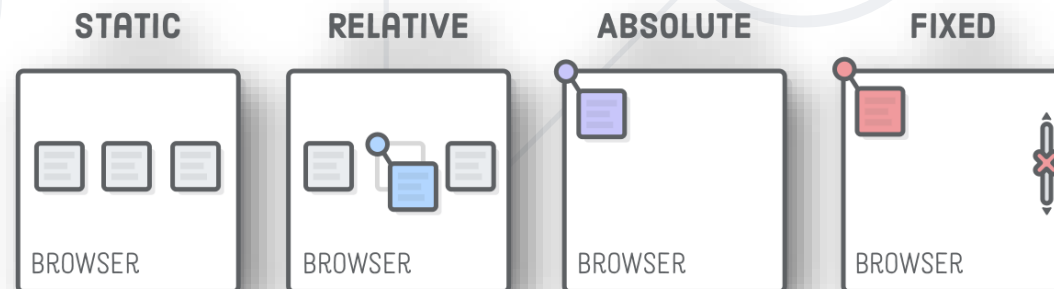 STATIC
RELATIVE
ABSOLUTE
FIXED
BROWSER
BROWSER
BROWSER
BROWSER